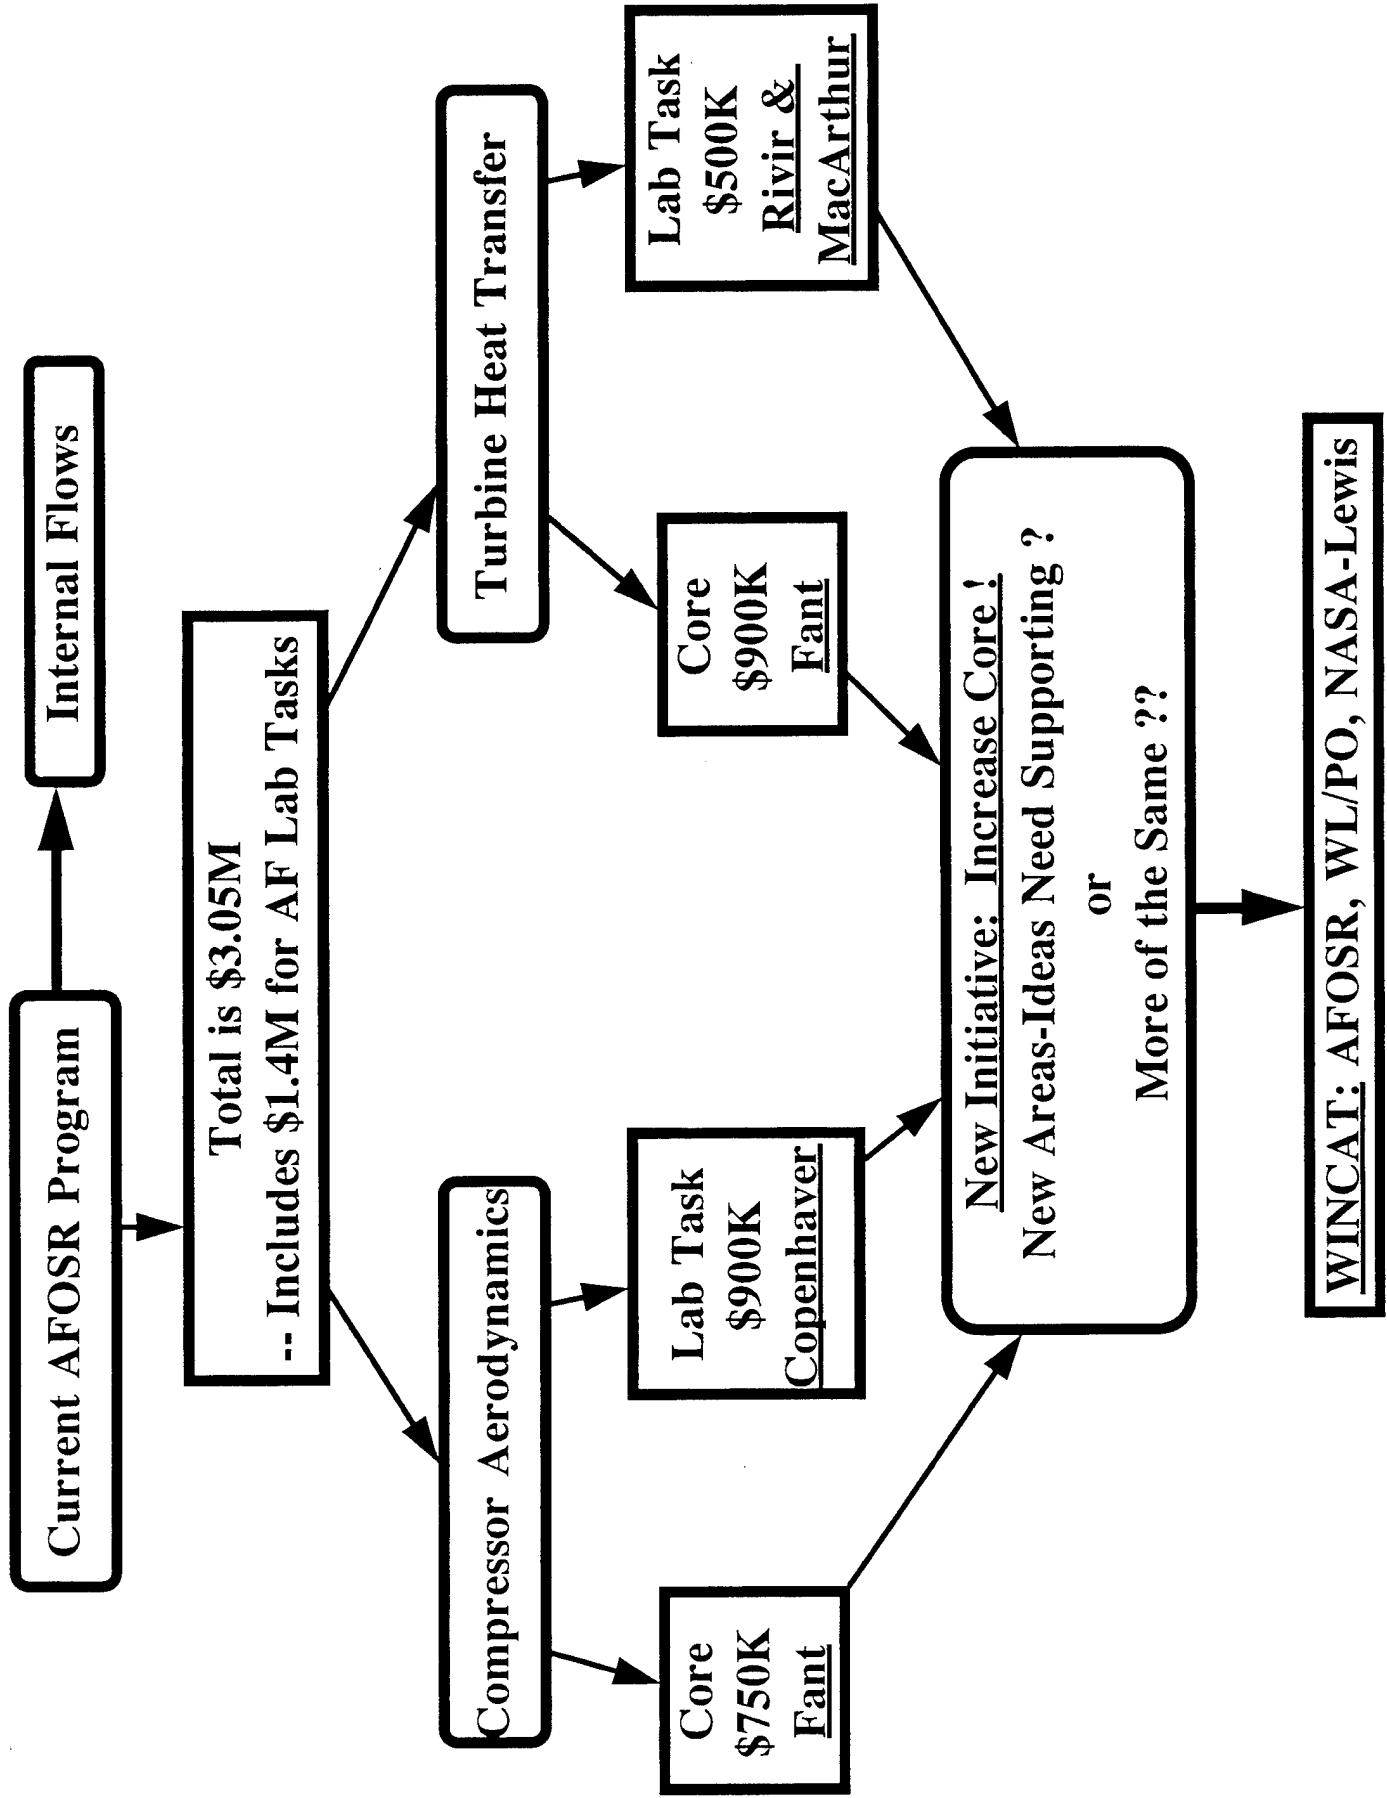 Current AFOSR Program
Internal Flows
Total is $3.05M
-- Includes $1.4M for AF Lab Tasks
Compressor Aerodynamics
Turbine Heat Transfer
Core
$750K
Fant
Lab Task
$900K
Copenhaver
Core
$900K
Fant
Lab Task
$500K
Rivir &
MacArthur
New Initiative: Increase Core !
New Areas-Ideas Need Supporting ?
or
More of the Same ??
WINCAT: AFOSR, WL/PO, NASA-Lewis